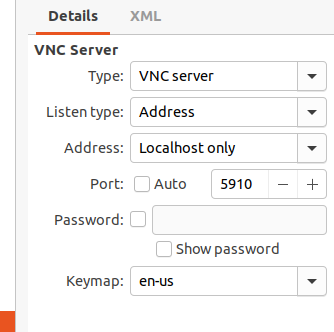 Details XML
VNC Server
Type: VNC server
Listen type: Address
Address: Localhost only
Port: Auto 5910
Password:
Show password
Keymap: en-us